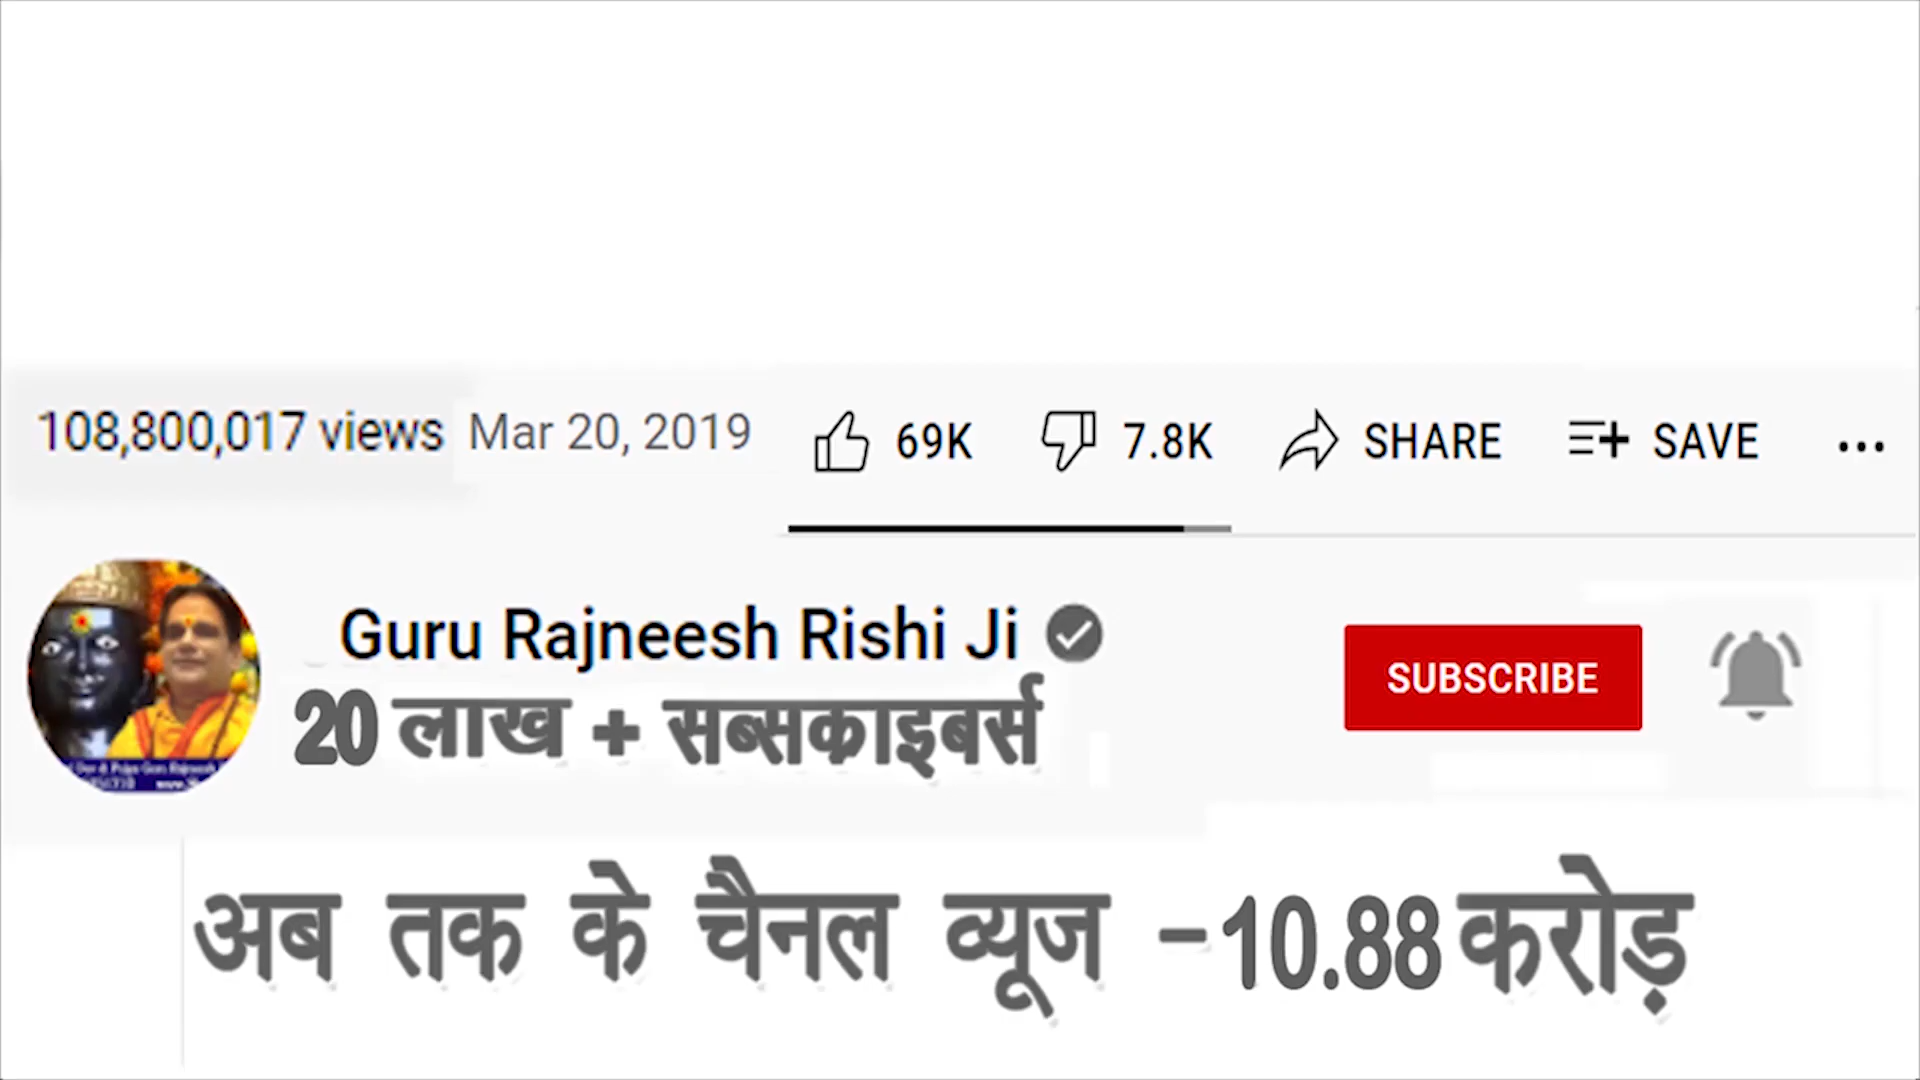 108,800,017 views Mar 20, 2019 69K 7.8K SHARE SAVE ...
Guru Rajneesh Rishi Ji
20 लाख + सब्सकाइबर्स
SUBSCRIBE
अब तक के चैनल व्यूज -10.88 करोड़